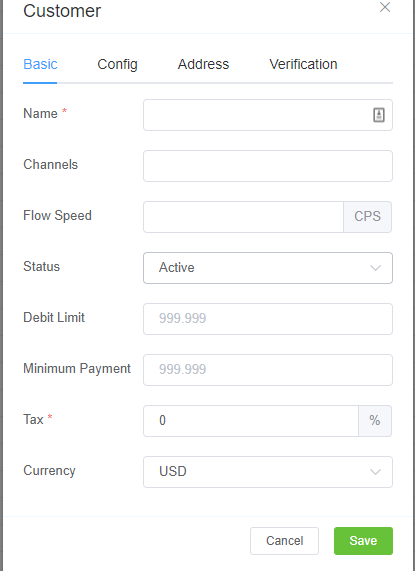 Customer
Basic Config Address Verification
Name *
Channels
Flow Speed CPS
Status Active
Debit Limit 999.999
Minimum Payment 999.999
Tax * 0 %
Currency USD
Cancel Save